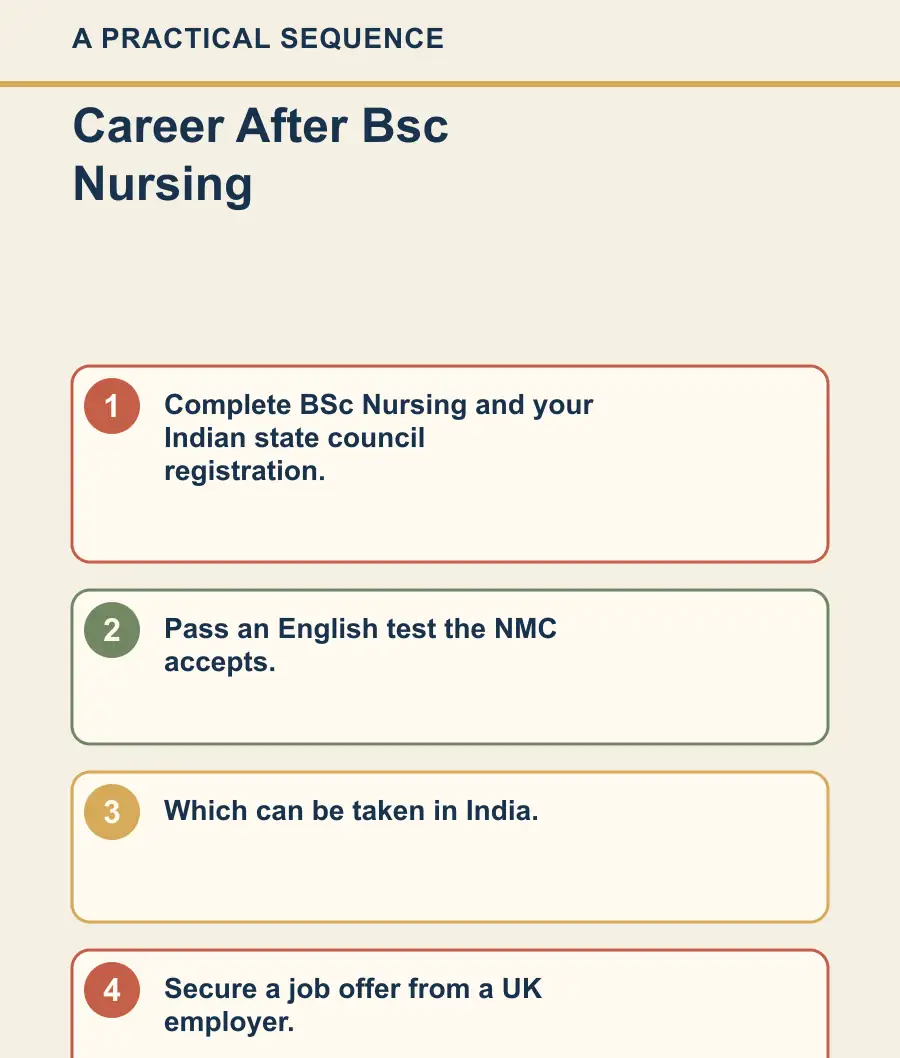 A PRACTICAL SEQUENCE
Career After Bsc
Nursing
1
Complete BSc Nursing and your
Indian state council
registration.
2
Pass an English test the NMC
accepts.
3
Which can be taken in India.
4
Secure a job offer from a UK
employer.